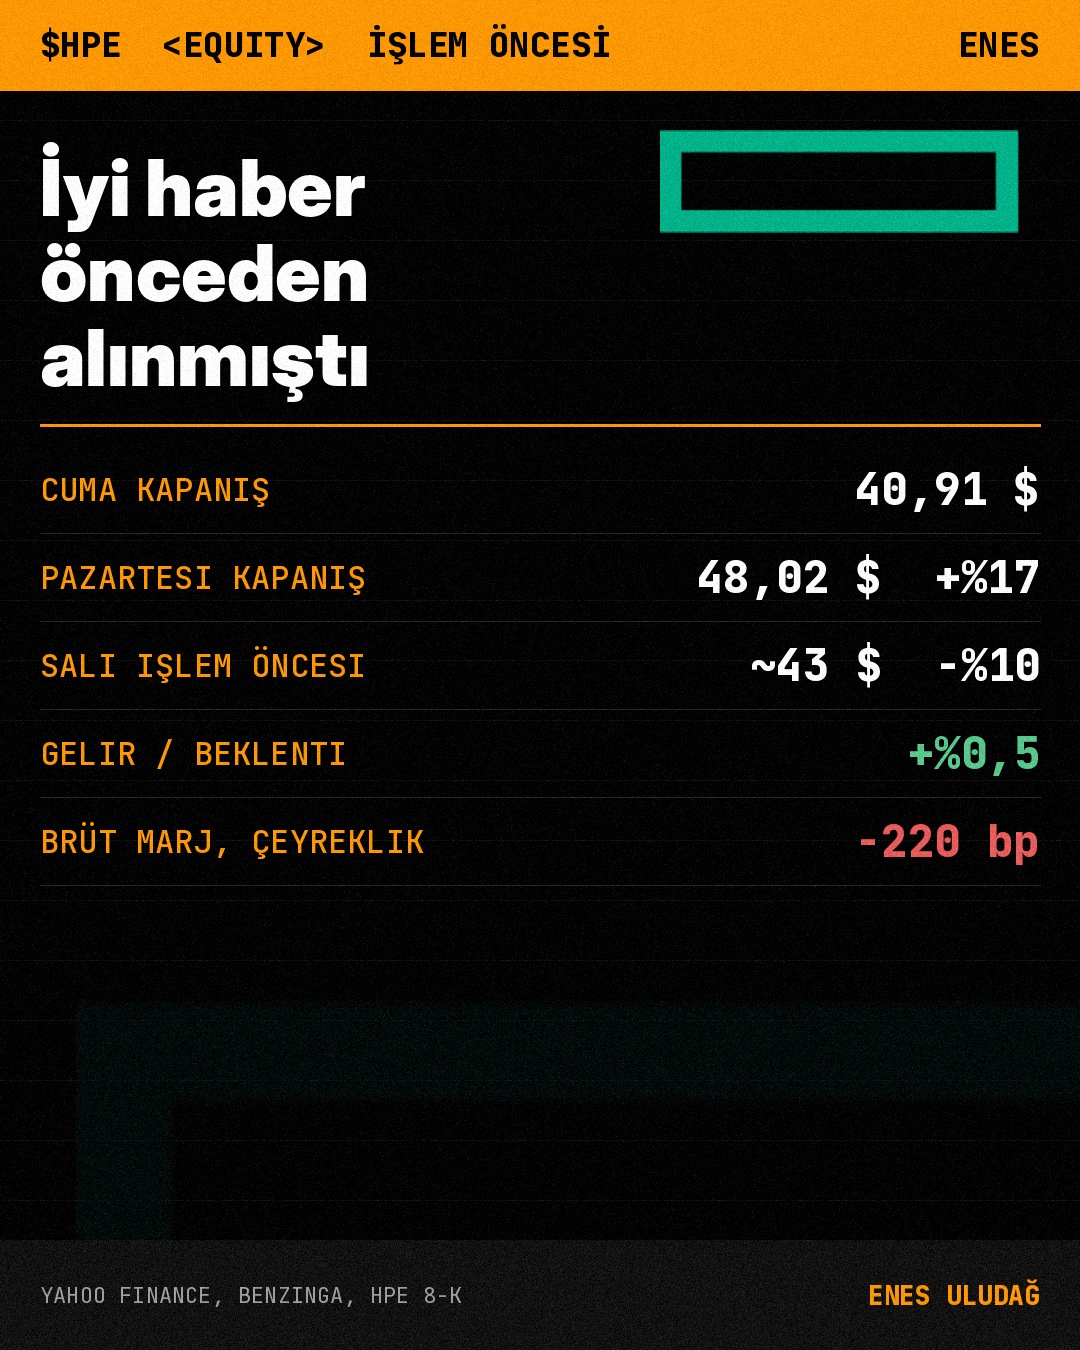 $HPE <EQUITY> İŞLEM ÖNCESİ ENES
İyi haber
önceden
alınmıştı
CUMA KAPANIŞ 40,91 $
PAZARTESI KAPANIŞ 48,02 $ +%17
SALI IŞLEM ÖNCESI ~43 $ -%10
GELIR / BEKLENTI +%0,5
BRÜT MARJ, ÇEYREKLIK -220 bp
YAHOO FINANCE, BENZINGA, HPE 8-K ENES ULUDAĞ